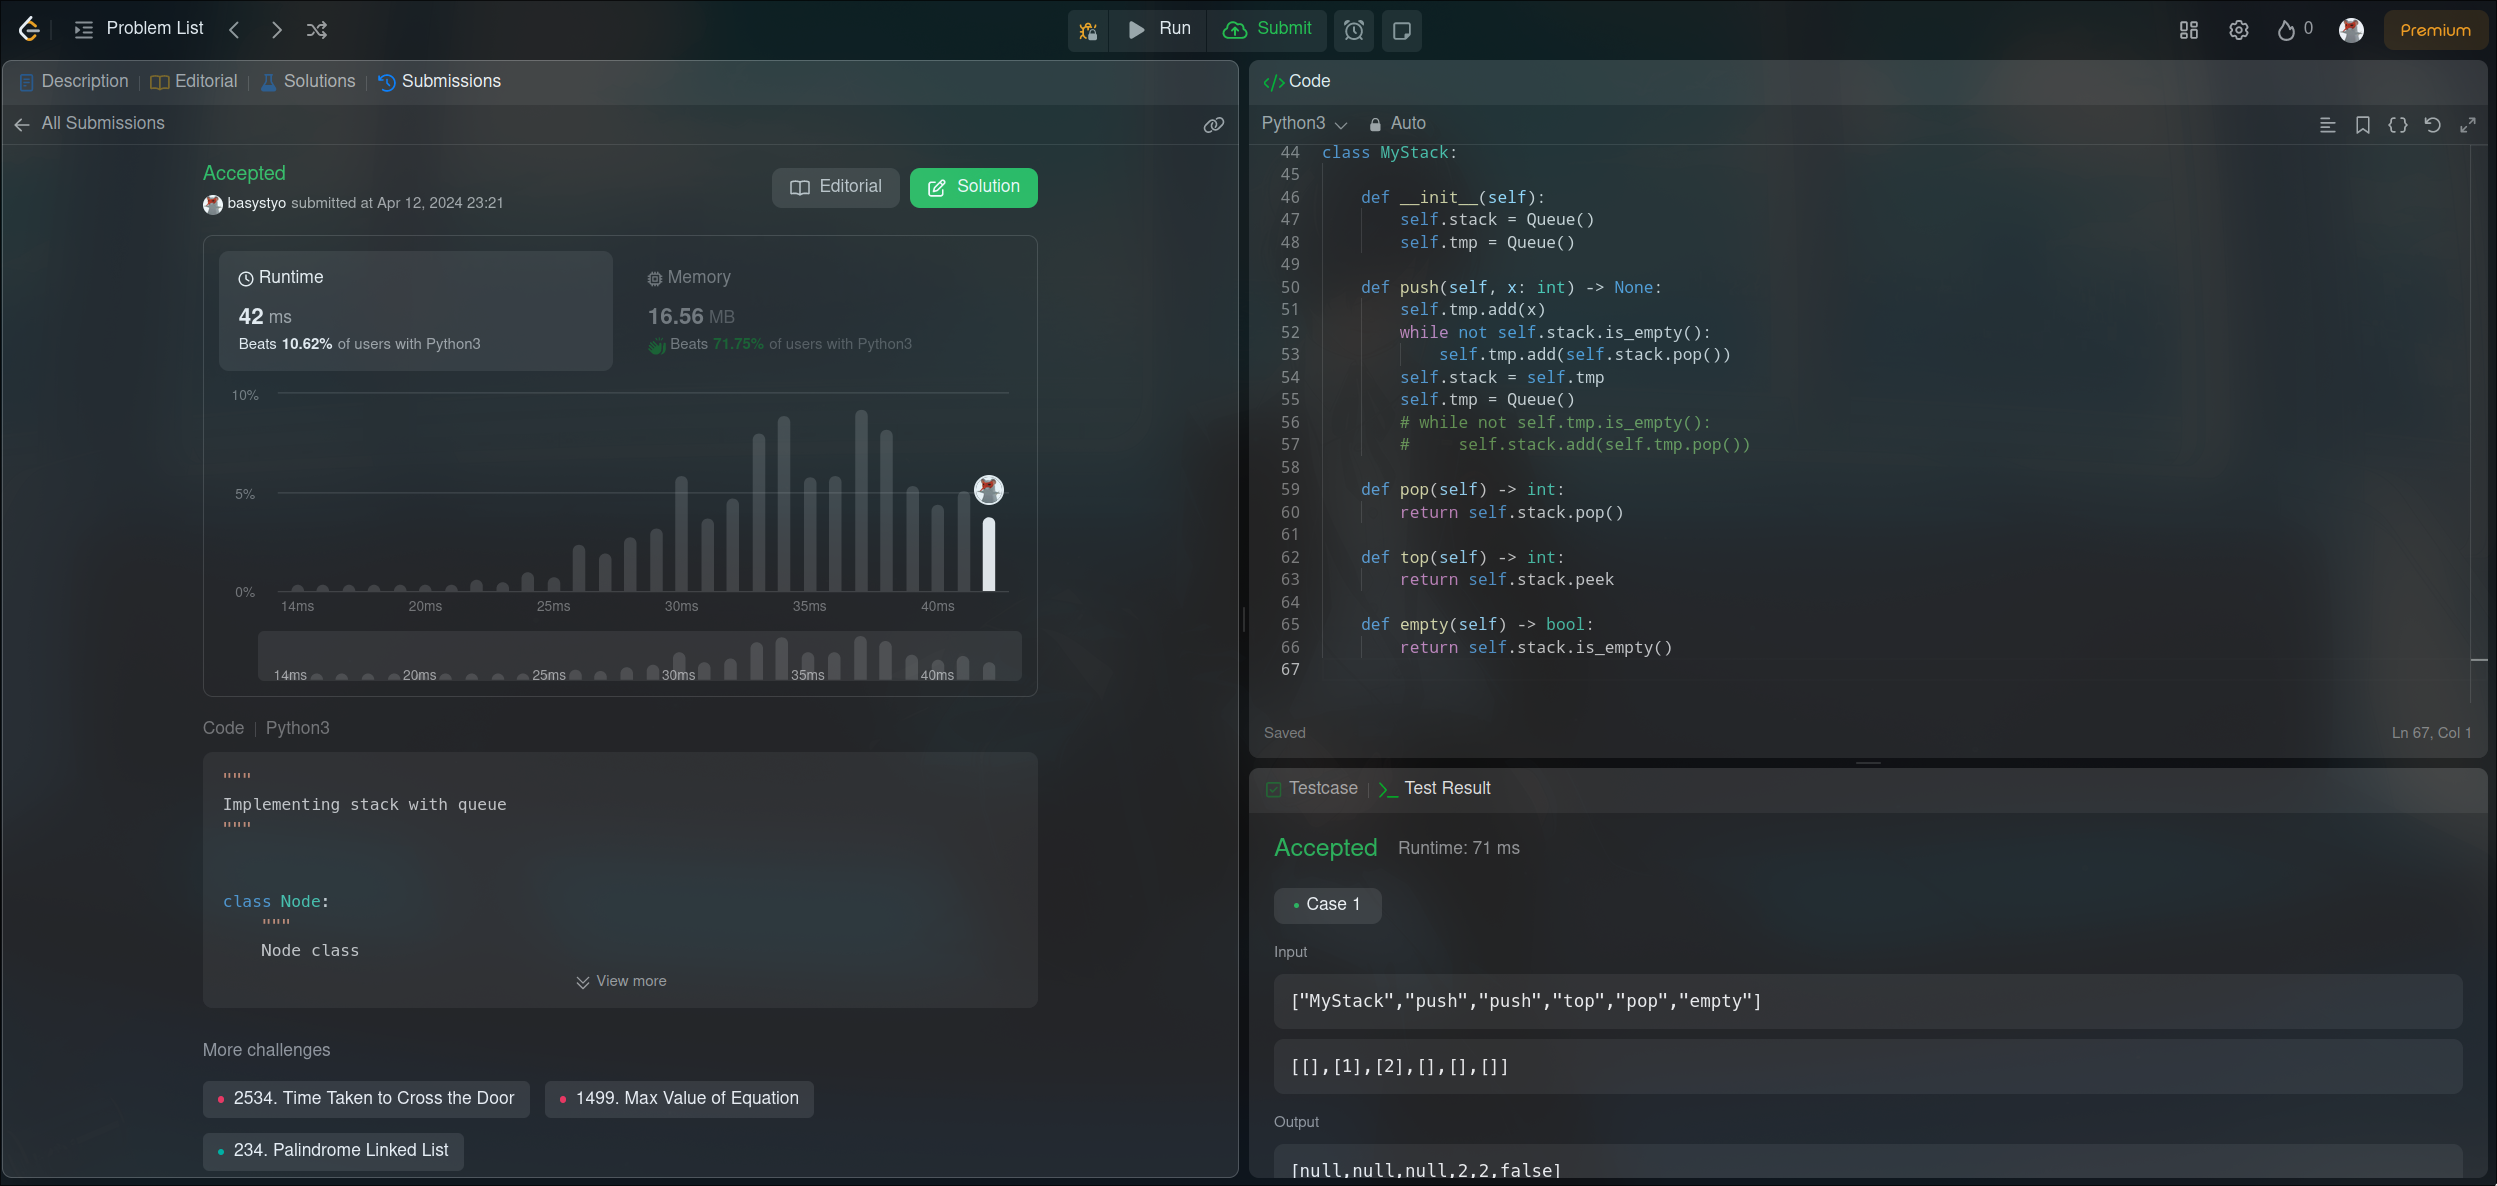 Problem List
Run
Submit
0
Premium
Description
Editorial
Solutions
Submissions
All Submissions
Accepted
basystyo submitted at Apr 12, 2024 23:21
Editorial
Solution
Runtime
42 ms
Beats 10.62% of users with Python3
Memory
16.56 MB
Beats 71.75% of users with Python3
10%
5%
0%
14ms 20ms 25ms 30ms 35ms 40ms
14ms 20ms 25ms 30ms 35ms 40ms
Code | Python3
"""
Implementing stack with queue
"""
class Node:
    """
    Node class
View more
More challenges
2534. Time Taken to Cross the Door
1499. Max Value of Equation
234. Palindrome Linked List
</> Code
Python3
Auto
44 class MyStack:
45
46     def __init__(self):
47         self.stack = Queue()
48         self.tmp = Queue()
49
50     def push(self, x: int) -> None:
51         self.tmp.add(x)
52         while not self.stack.is_empty():
53             self.tmp.add(self.stack.pop())
54         self.stack = self.tmp
55         self.tmp = Queue()
56         # while not self.tmp.is_empty():
57         #     self.stack.add(self.tmp.pop())
58
59     def pop(self) -> int:
60         return self.stack.pop()
61
62     def top(self) -> int:
63         return self.stack.peek
64
65     def empty(self) -> bool:
66         return self.stack.is_empty()
67
Saved
Ln 67, Col 1
Testcase
>_ Test Result
Accepted
Runtime: 71 ms
Case 1
Input
["MyStack","push","push","top","pop","empty"]
[[],[1],[2],[],[],[]]
Output
[null,null,null,2,2,false]